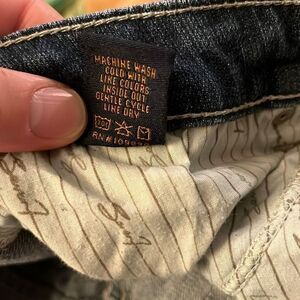 MACHINE WASH
COLD WITH
LIKE COLORS
INSIDE OUT
GENTLE CYCLE
LINE DRY